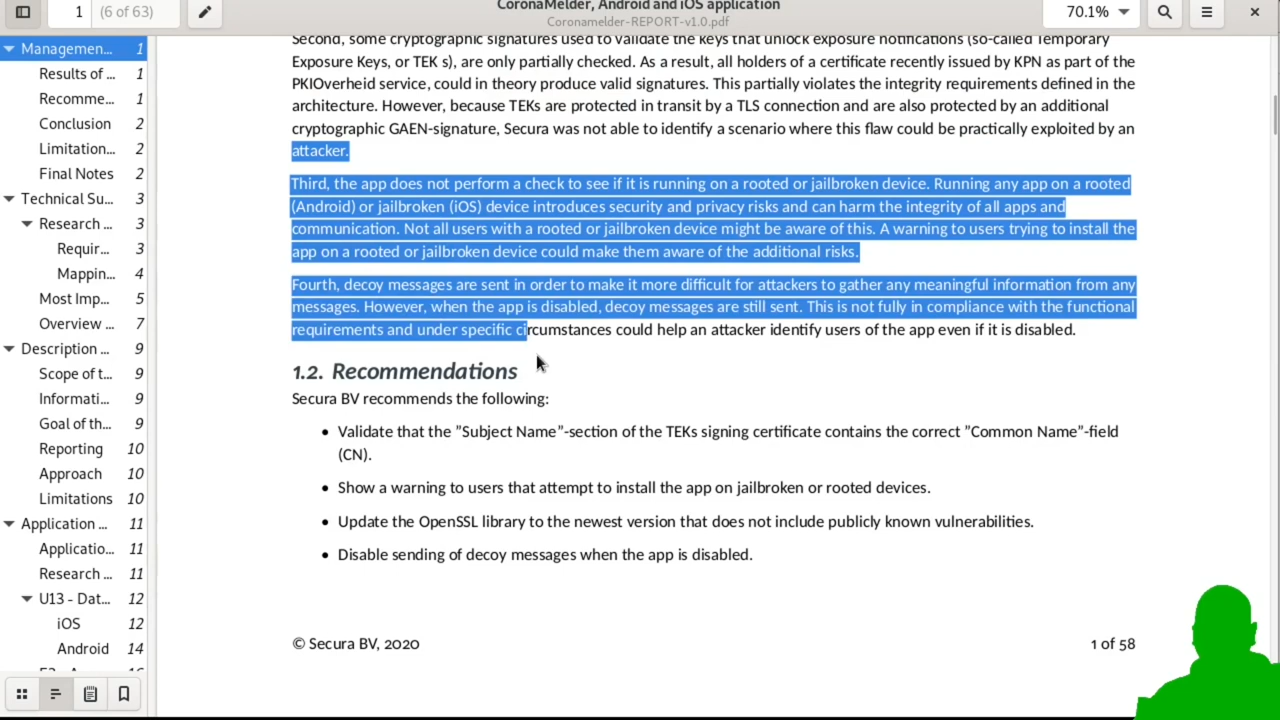 CoronaMelder, Android and iOS application
Coronamelder-REPORT-v1.0.pdf
1
(6 of 63)
70.1%
Managemen... 1
Results of ... 1
Recomme... 1
Conclusion 2
Limitation... 2
Final Notes 2
Technical Su... 3
Research ... 3
Requir... 3
Mappin... 4
Most Imp... 5
Overview ... 7
Description ... 9
Scope of t... 9
Informati... 9
Goal of th... 9
Reporting 10
Approach 10
Limitations 10
Application ... 11
Applicatio... 11
Research ... 11
U13 - Dat... 12
iOS 12
Android 14
Second, some cryptographic signatures used to validate the keys that unlock exposure notifications (so-called Temporary
Exposure Keys, or TEK s), are only partially checked. As a result, all holders of a certificate recently issued by KPN as part of the
PKIOverheid service, could in theory produce valid signatures. This partially violates the integrity requirements defined in the
architecture. However, because TEKs are protected in transit by a TLS connection and are also protected by an additional
cryptographic GAEN-signature, Secura was not able to identify a scenario where this flaw could be practically exploited by an
attacker.
Third, the app does not perform a check to see if it is running on a rooted or jailbroken device. Running any app on a rooted
(Android) or jailbroken (iOS) device introduces security and privacy risks and can harm the integrity of all apps and
communication. Not all users with a rooted or jailbroken device might be aware of this. A warning to users trying to install the
app on a rooted or jailbroken device could make them aware of the additional risks.
Fourth, decoy messages are sent in order to make it more difficult for attackers to gather any meaningful information from any
messages. However, when the app is disabled, decoy messages are still sent. This is not fully in compliance with the functional
requirements and under specific circumstances could help an attacker identify users of the app even if it is disabled.
1.2. Recommendations
Secura BV recommends the following:
• Validate that the ”Subject Name”-section of the TEKs signing certificate contains the correct ”Common Name”-field
(CN).
• Show a warning to users that attempt to install the app on jailbroken or rooted devices.
• Update the OpenSSL library to the newest version that does not include publicly known vulnerabilities.
• Disable sending of decoy messages when the app is disabled.
© Secura BV, 2020
1 of 58